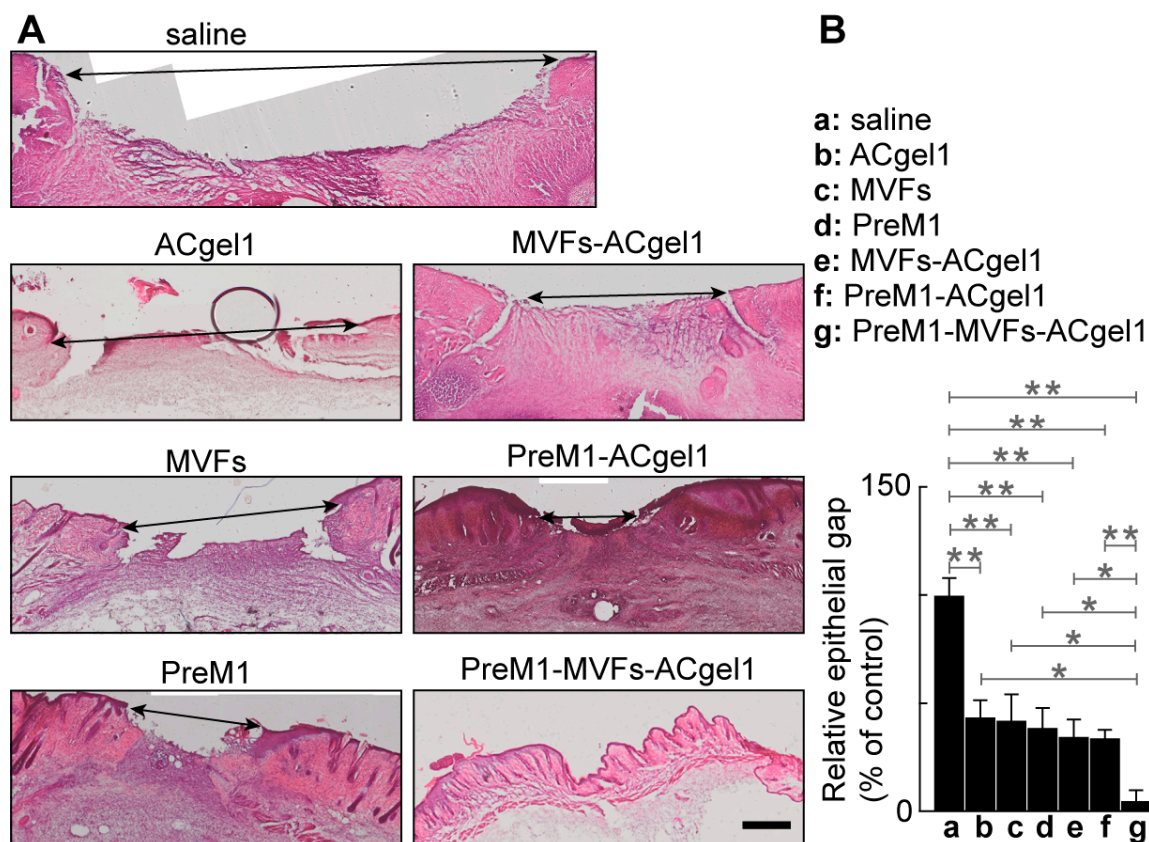 A
saline
ACgel1
MVFs-ACgel1
MVFs
PreM1-ACgel1
PreM1
PreM1-MVFs-ACgel1
B
a: saline
b: ACgel1
c: MVFs
d: PreM1
e: MVFs-ACgel1
f: PreM1-ACgel1
g: PreM1-MVFs-ACgel1
**
**
**
**
**
**
**
*
*
*
*
Relative epithelial gap
(% of control)
150
0
a b c d e f g